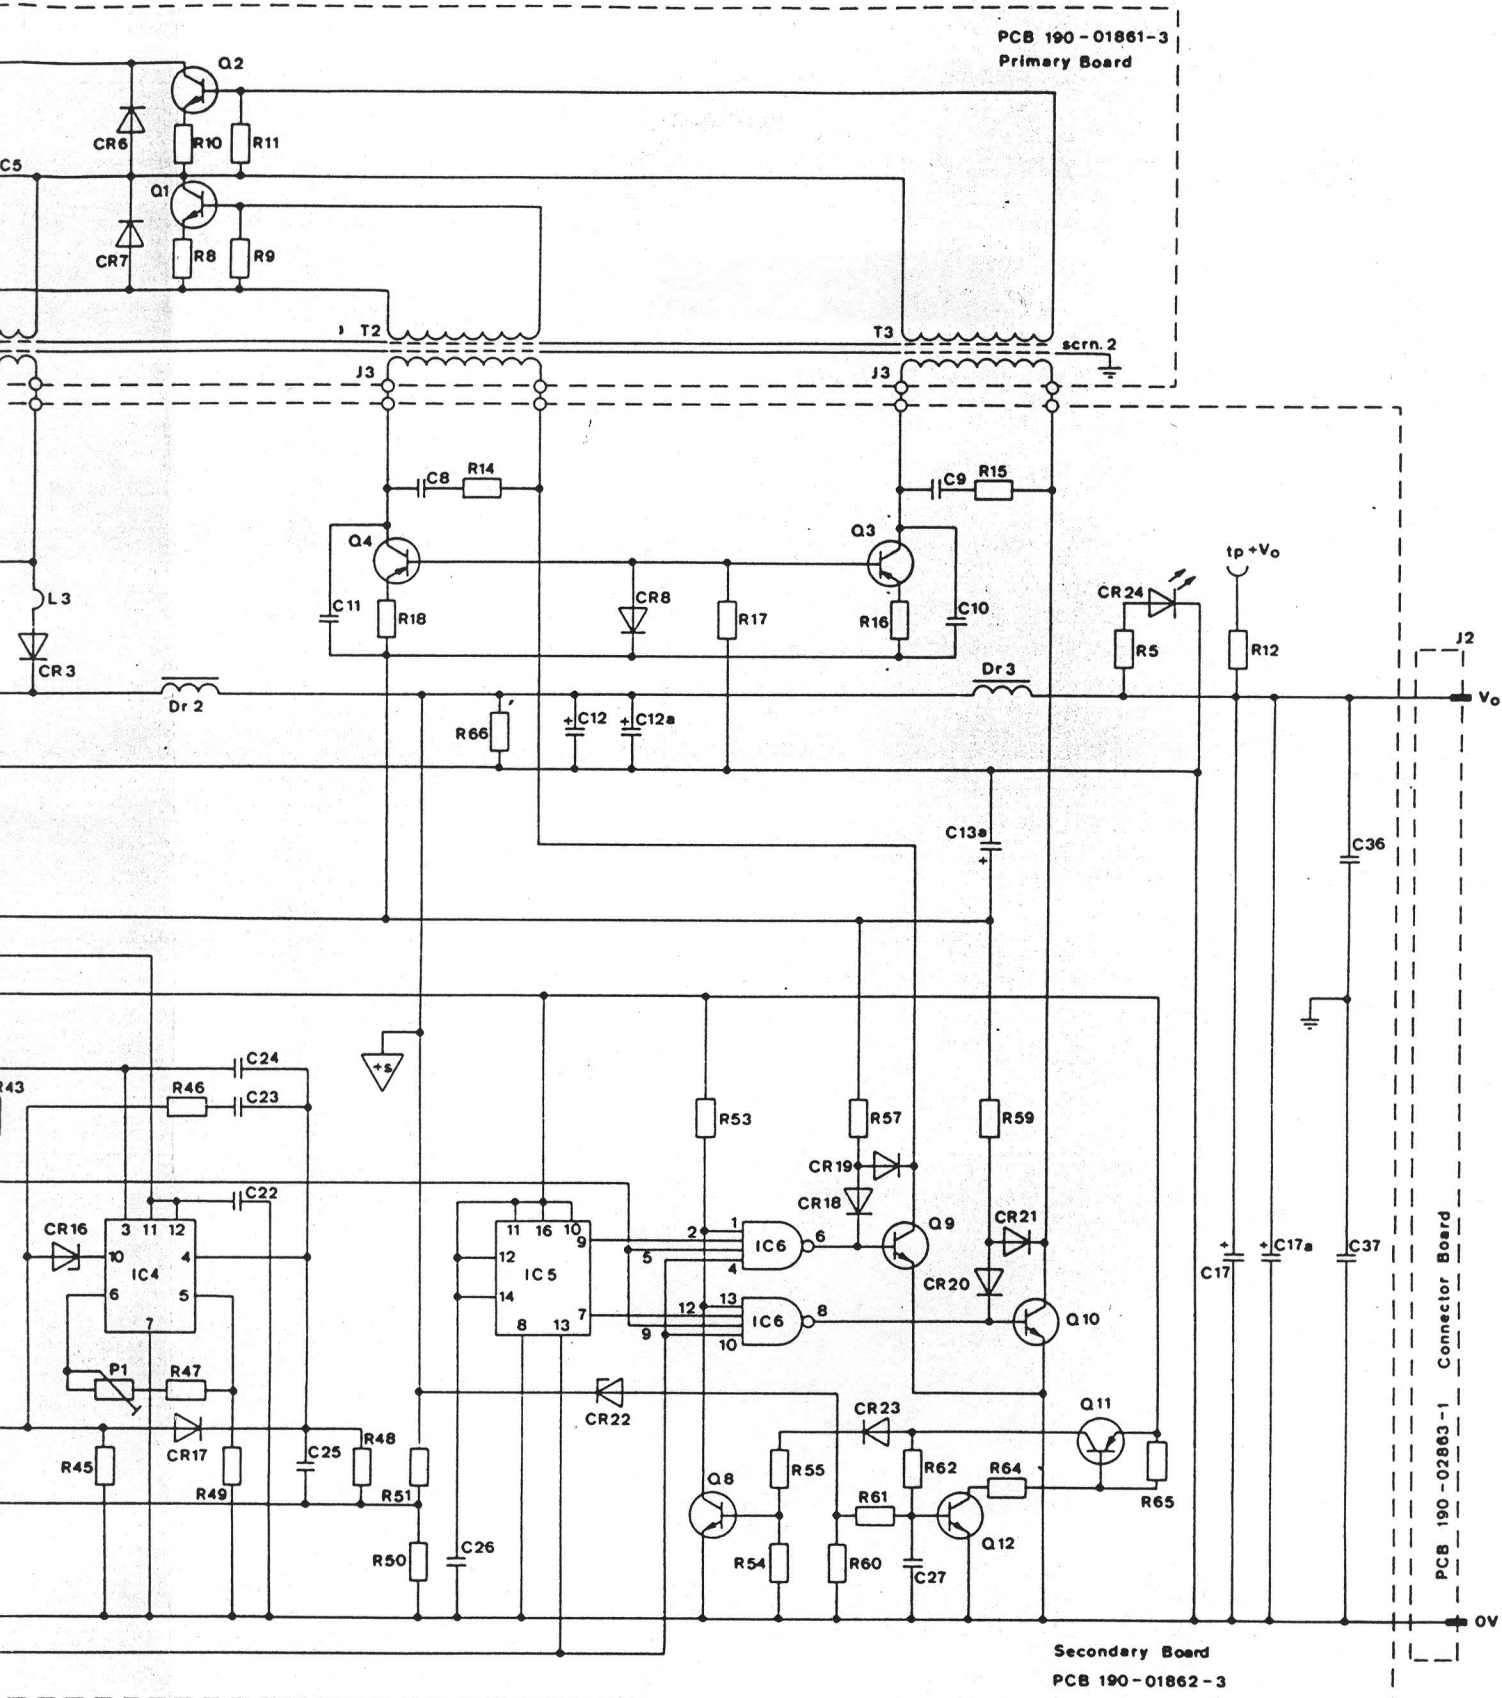 PCB 190-01861-3
Primary Board
Q2
CR6
R10
R11
C5
Q1
CR7
R8
R9
T2
T3
scrn. 2
J3
J3
C8
R14
C9
R15
Q4
Q3
tp +Vo
L3
C11
R18
CR8
R17
R16
C10
CR24
R5
R12
J2
CR3
Dr 2
Dr 3
Vo
R66
+
C12
+
C12a
C13a
+
C36
+s
C24
R43
R46
C23
R53
R57
R59
CR19
C22
CR18
CR16
3
11
12
11
16
10
9
2
1
6
Q9
CR21
10
IC4
4
12
IC5
5
IC6
4
CR20
+
C17
+
C17a
C37
6
5
14
7
12
13
IC6
8
Q10
7
8
13
9
10
P1
R47
CR22
CR23
Q11
CR17
R45
R49
C25
R48
R51
R55
R62
R64
R65
Q8
R61
Q12
R50
C26
R54
R60
C27
PCB 190-02863-1 Connector Board
0V
Secondary Board
PCB 190-01862-3